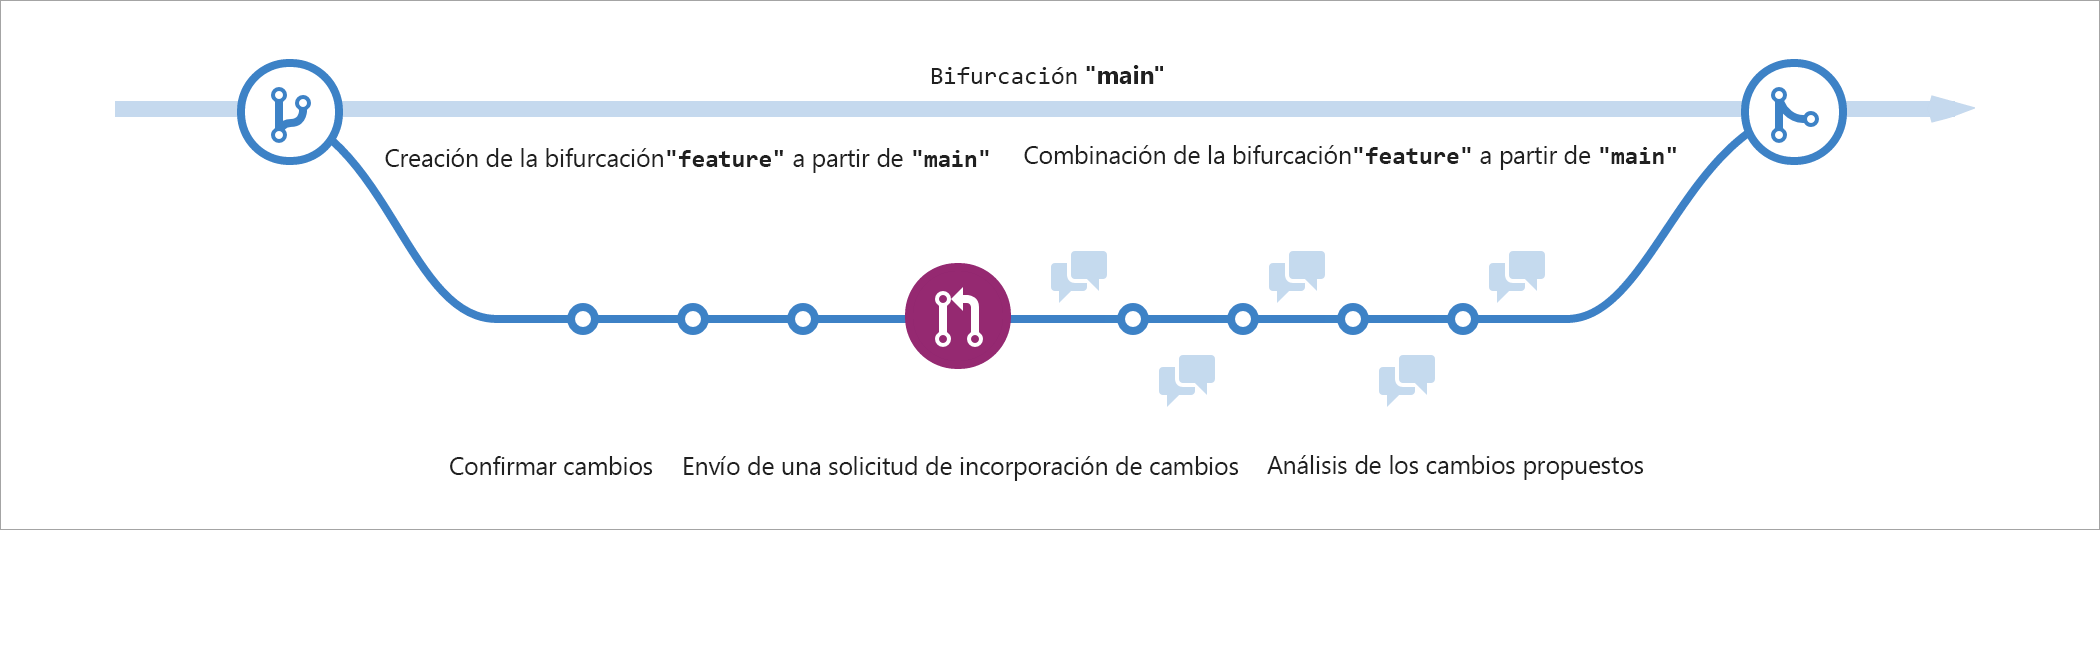 Bifurcación "main"
Creación de la bifurcación"feature" a partir de "main"
Combinación de la bifurcación"feature" a partir de "main"
Confirmar cambios
Envío de una solicitud de incorporación de cambios
Análisis de los cambios propuestos